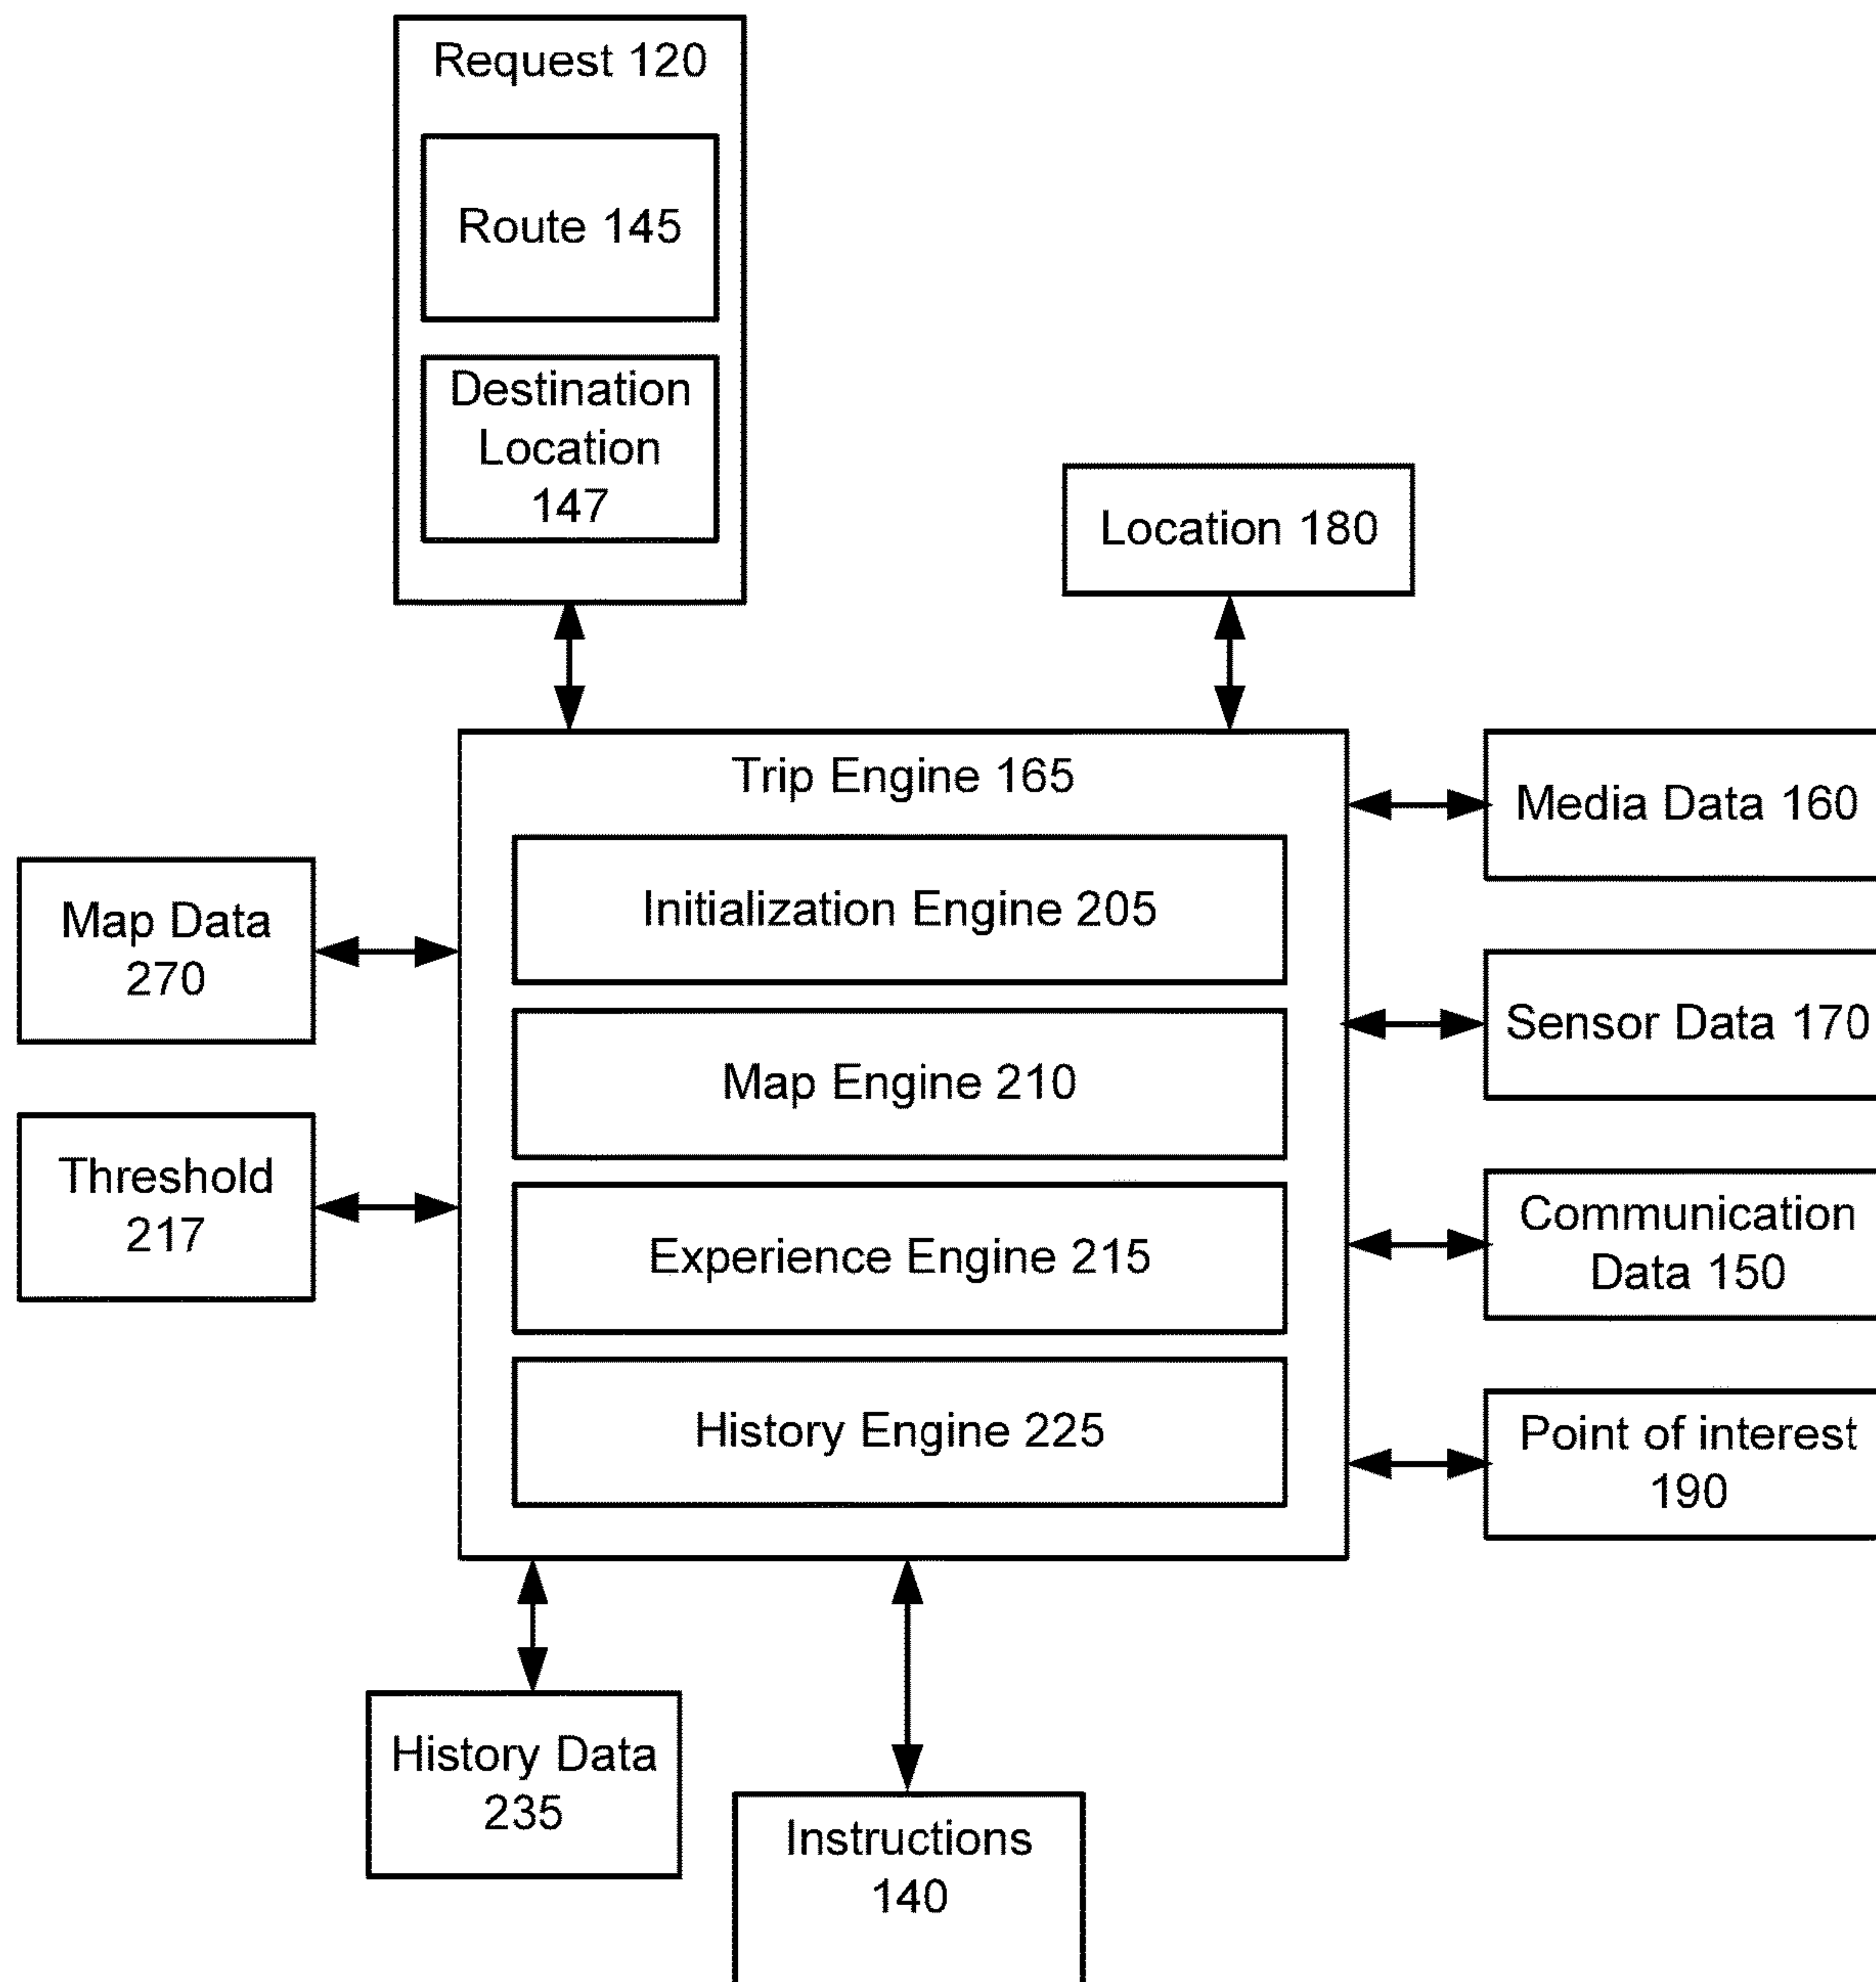 Request 120
Route 145
Destination
Location
147
Location 180
Trip Engine 165
Initialization Engine 205
Map Engine 210
Experience Engine 215
History Engine 225
Map Data
270
Threshold
217
Media Data 160
Sensor Data 170
Communication
Data 150
Point of interest
190
History Data
235
Instructions
140